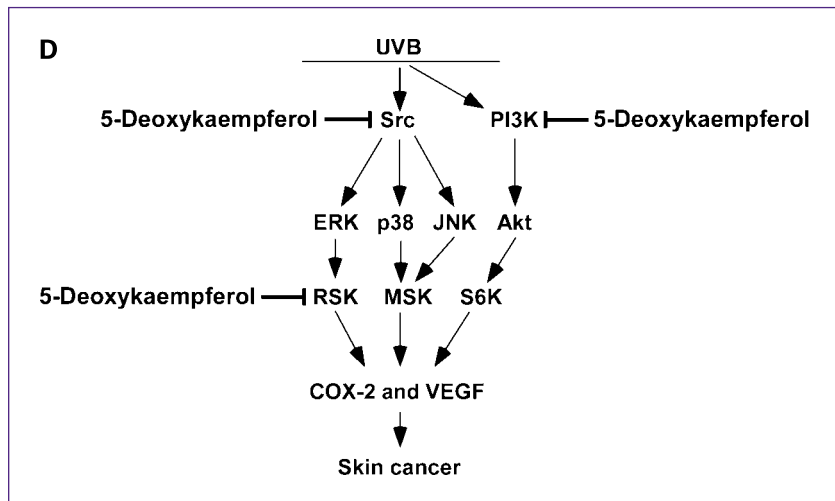 D
UVB
5-Deoxykaempferol Src PI3K 5-Deoxykaempferol
ERK p38 JNK Akt
5-Deoxykaempferol RSK MSK S6K
COX-2 and VEGF
Skin cancer